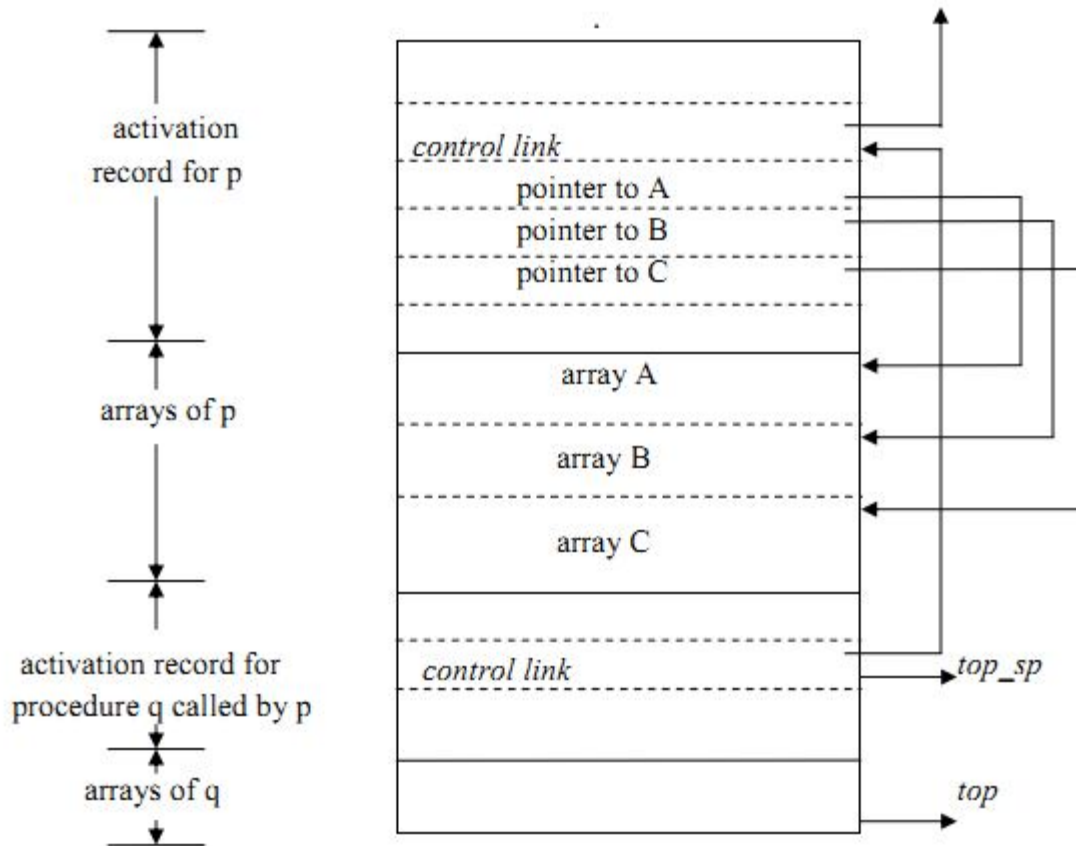 activation
record for p
control link
pointer to A
pointer to B
pointer to C
arrays of p
array A
array B
array C
activation record for
procedure q called by p
control link
top_sp
arrays of q
top